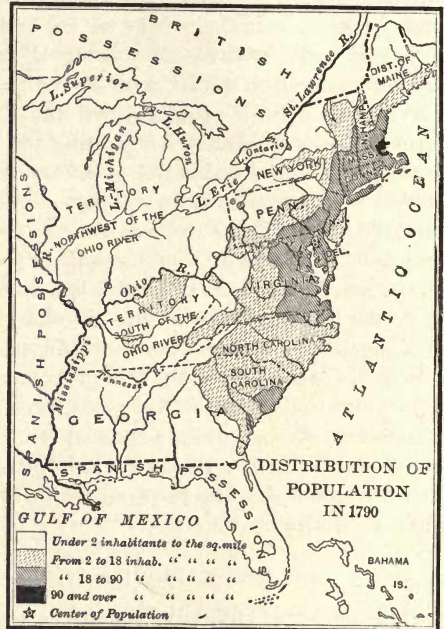 BRITISH
POSSESSIONS
L. Superior
St. Lawrence R.
DIST. OF
MAINE
L. Michigan
L. Huron
L. Ontario
L. Erie
NEW YORK
MASS.
PENN.
N.J.
DEL.
TERRITORY
NORTHWEST OF THE
OHIO RIVER
Ohio R.
VIRGINIA
TERRITORY
SOUTH OF THE
OHIO RIVER
NORTH CAROLINA
SOUTH
CAROLINA
Tennessee
Mississippi
R.
GEORGIA
SPANISH POSSESSIONS
SPANISH POSSESSIONS
ATLANTIC OCEAN
GULF OF MEXICO
DISTRIBUTION OF
POPULATION
IN 1790
BAHAMA
IS.
Under 2 inhabitants to the sq.mile
From 2 to 18 inhab. " " " "
" 18 to 90 " " " " "
90 and over " " " "
☆ Center of Population